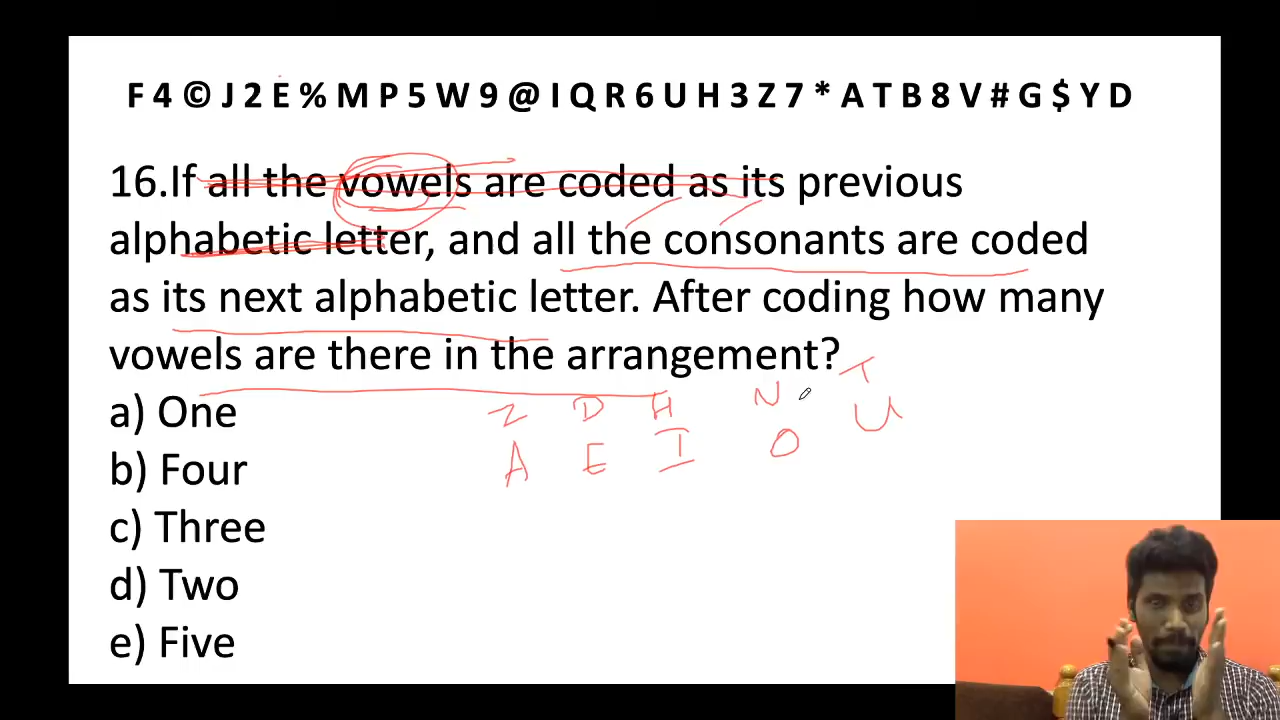 F 4 © J 2 E % M P 5 W 9 @ I Q R 6 U H 3 Z 7 * A T B 8 V # G $ Y D
16.If all the vowels are coded as its previous
alphabetic letter, and all the consonants are coded
as its next alphabetic letter. After coding how many
vowels are there in the arrangement?
a) One
b) Four
c) Three
d) Two
e) Five
Z D H N T
A E I O U